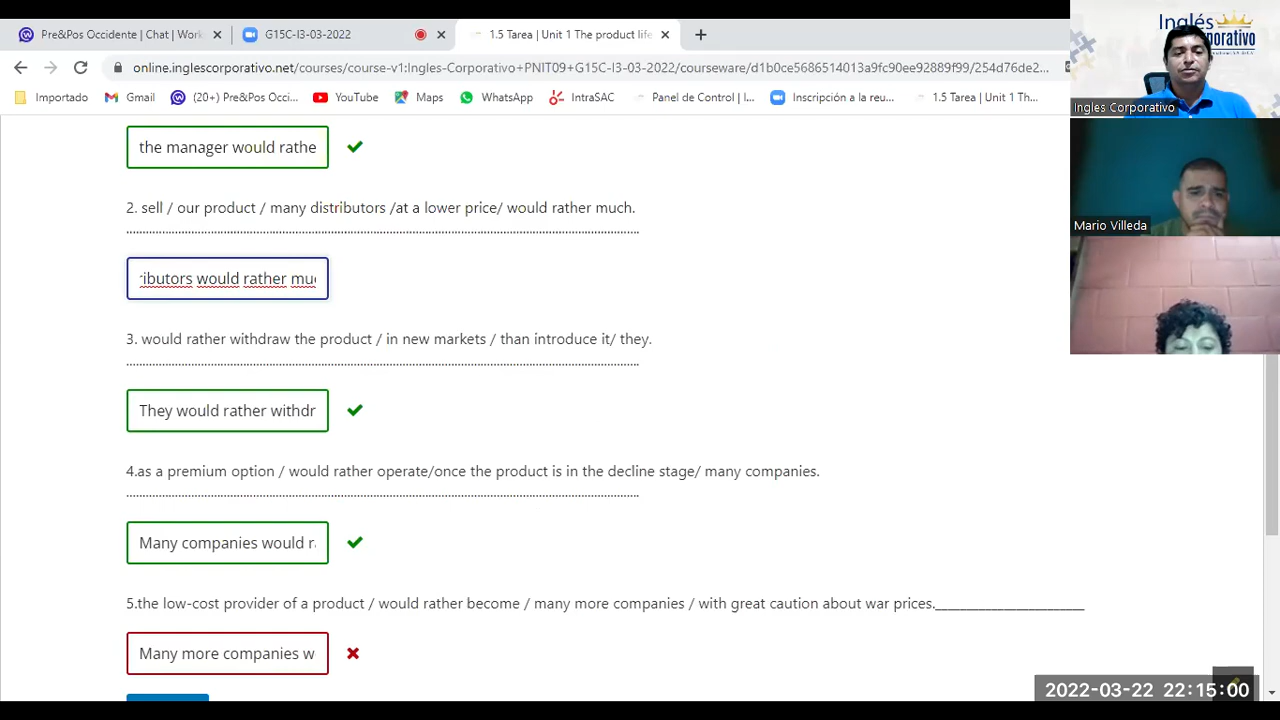 Pre&Pos Occidente | Chat | Work
G15C-I3-03-2022
1.5 Tarea | Unit 1 The product life
online.inglescorporativo.net/courses/course-v1:Ingles-Corporativo+PNIT09+G15C-I3-03-2022/courseware/d1b0ce5686514013a9fc90ee92889f99/254d76de2...
Importado
Gmail
(20+) Pre&Pos Occi...
YouTube
Maps
WhatsApp
IntraSAC
Panel de Control | I...
Inscripción a la reu...
1.5 Tarea | Unit 1 Th...
Inglés
Ingles Corporativo
Mario Villeda
the manager would rathe
2. sell / our product / many distributors /at a lower price/ would rather much.
ributors would rather muc
3. would rather withdraw the product / in new markets / than introduce it/ they.
They would rather withdr
4.as a premium option / would rather operate/once the product is in the decline stage/ many companies.
Many companies would r
5.the low-cost provider of a product / would rather become / many more companies / with great caution about war prices.________________________
Many more companies w
2022-03-22 22:15:00